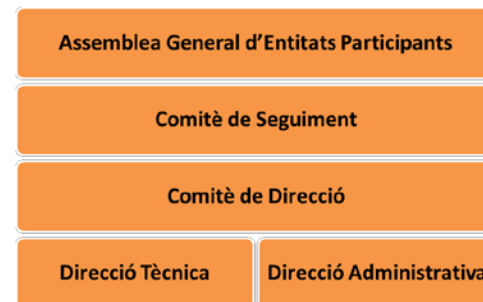 Assemblea General d’Entitats Participants
Comitè de Seguiment
Comitè de Direcció
Direcció Tècnica
Direcció Administrativa